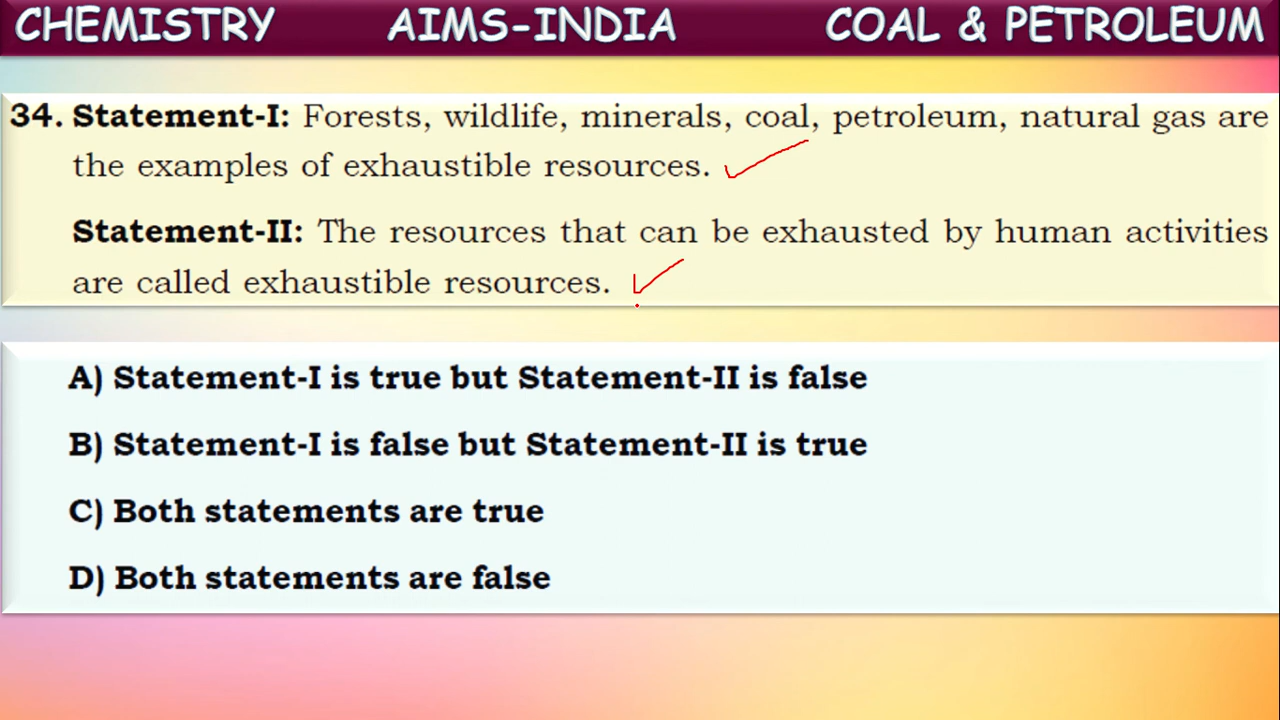 CHEMISTRY AIMS-INDIA COAL & PETROLEUM
34. Statement-I: Forests, wildlife, minerals, coal, petroleum, natural gas are
the examples of exhaustible resources.
Statement-II: The resources that can be exhausted by human activities
are called exhaustible resources.
A) Statement-I is true but Statement-II is false
B) Statement-I is false but Statement-II is true
C) Both statements are true
D) Both statements are false